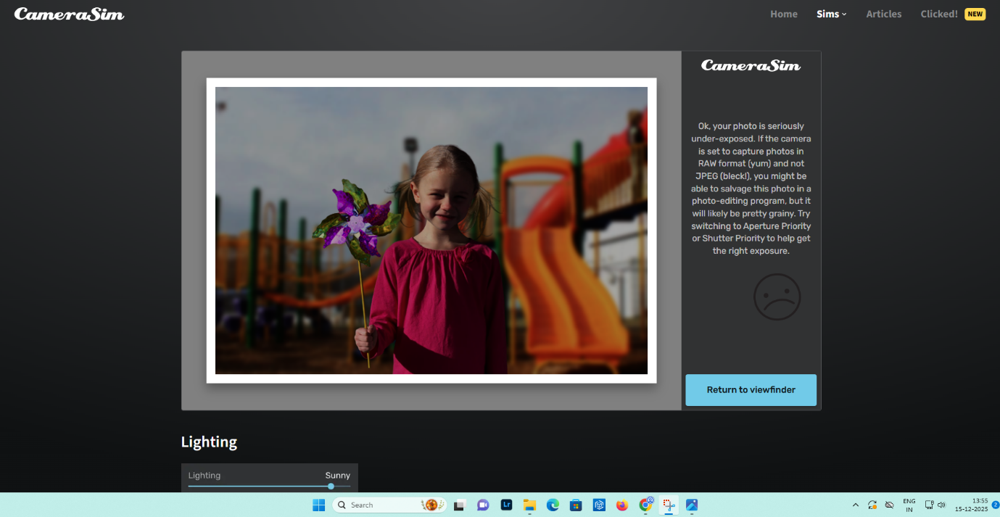 CameraSim
Home
Sims
Articles
Clicked!
NEW
CameraSim
Ok, your photo is seriously
under-exposed. If the camera
is set to capture photos in
RAW format (yum) and not
JPEG (bleck!), you might be
able to salvage this photo in a
photo-editing program, but it
will likely be pretty grainy. Try
switching to Aperture Priority
or Shutter Priority to help get
the right exposure.
Return to viewfinder
Lighting
Lighting
Sunny
Search
Lr
ENG
IN
13:55
15-12-2025
2